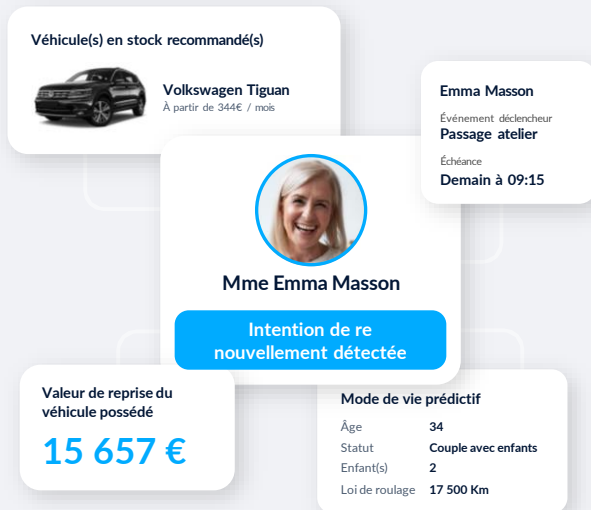 Véhicule(s) en stock recommandé(s)
Volkswagen Tiguan
À partir de 344€ / mois
Emma Masson
Événement déclencheur
Passage atelier
Échéance
Demain à 09:15
Mme Emma Masson
Intention de re
nouvellement détectée
Valeur de reprise du
véhicule possédé
15 657 €
Mode de vie prédictif
Âge 34
Statut Couple avec enfants
Enfant(s) 2
Loi de roulage 17 500 Km